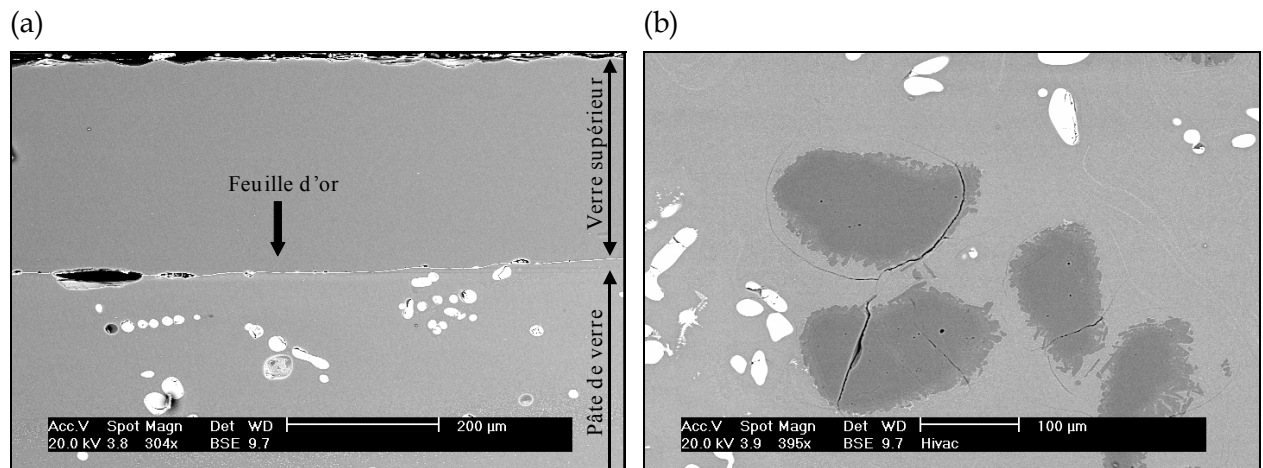 (a)
(b)
Feuille d'or
Verre supérieur
Pâte de verre
Acc.V Spot Magn Det WD 200 µm
20.0 kV 3.8 304x BSE 9.7
Acc.V Spot Magn Det WD 100 µm
20.0 kV 3.9 395x BSE 9.7 Hivac